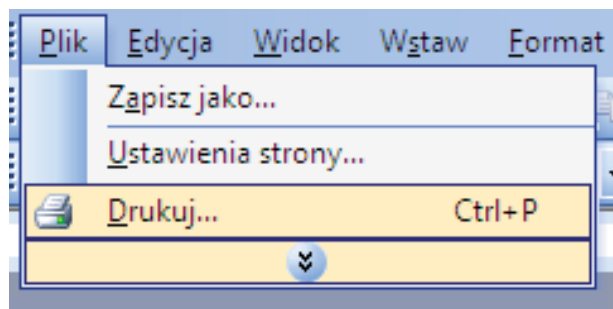 Plik Edycja Widok Wstaw Format
Zapisz jako...
Ustawienia strony...
Drukuj... Ctrl+P